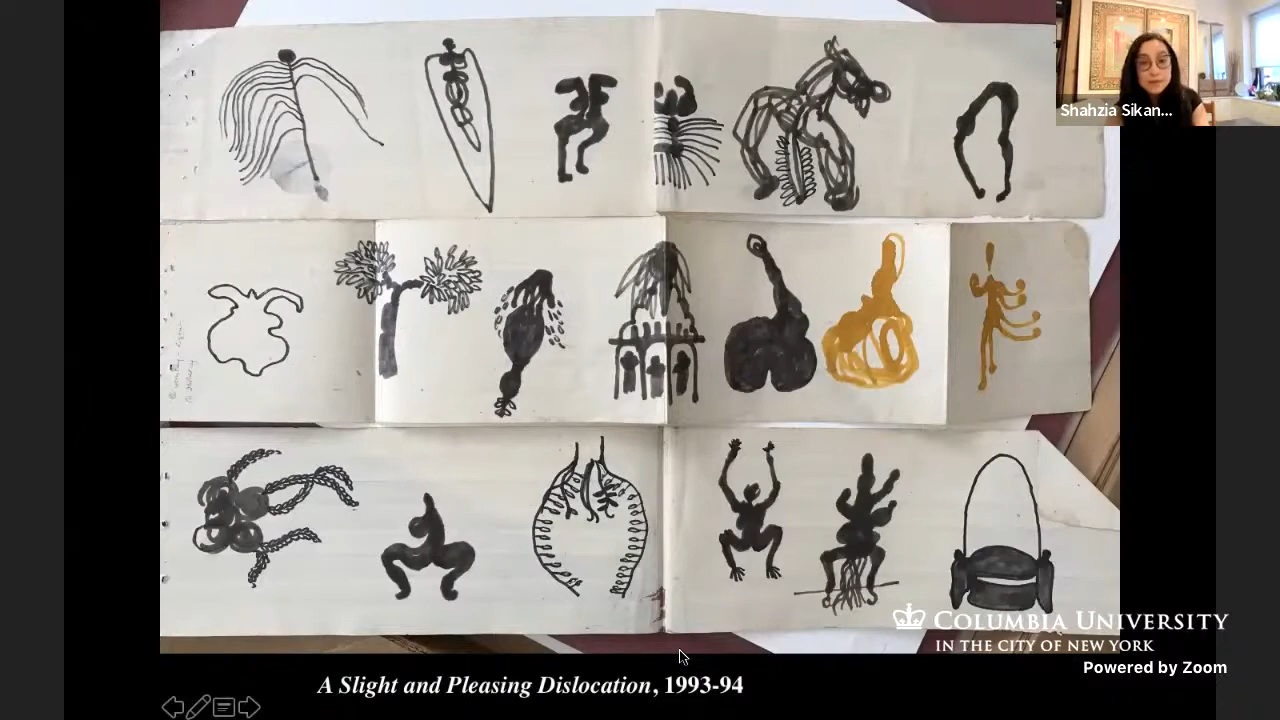 Shahzia Sikan...
COLUMBIA UNIVERSITY
IN THE CITY OF NEW YORK
Powered by Zoom
A Slight and Pleasing Dislocation, 1993-94